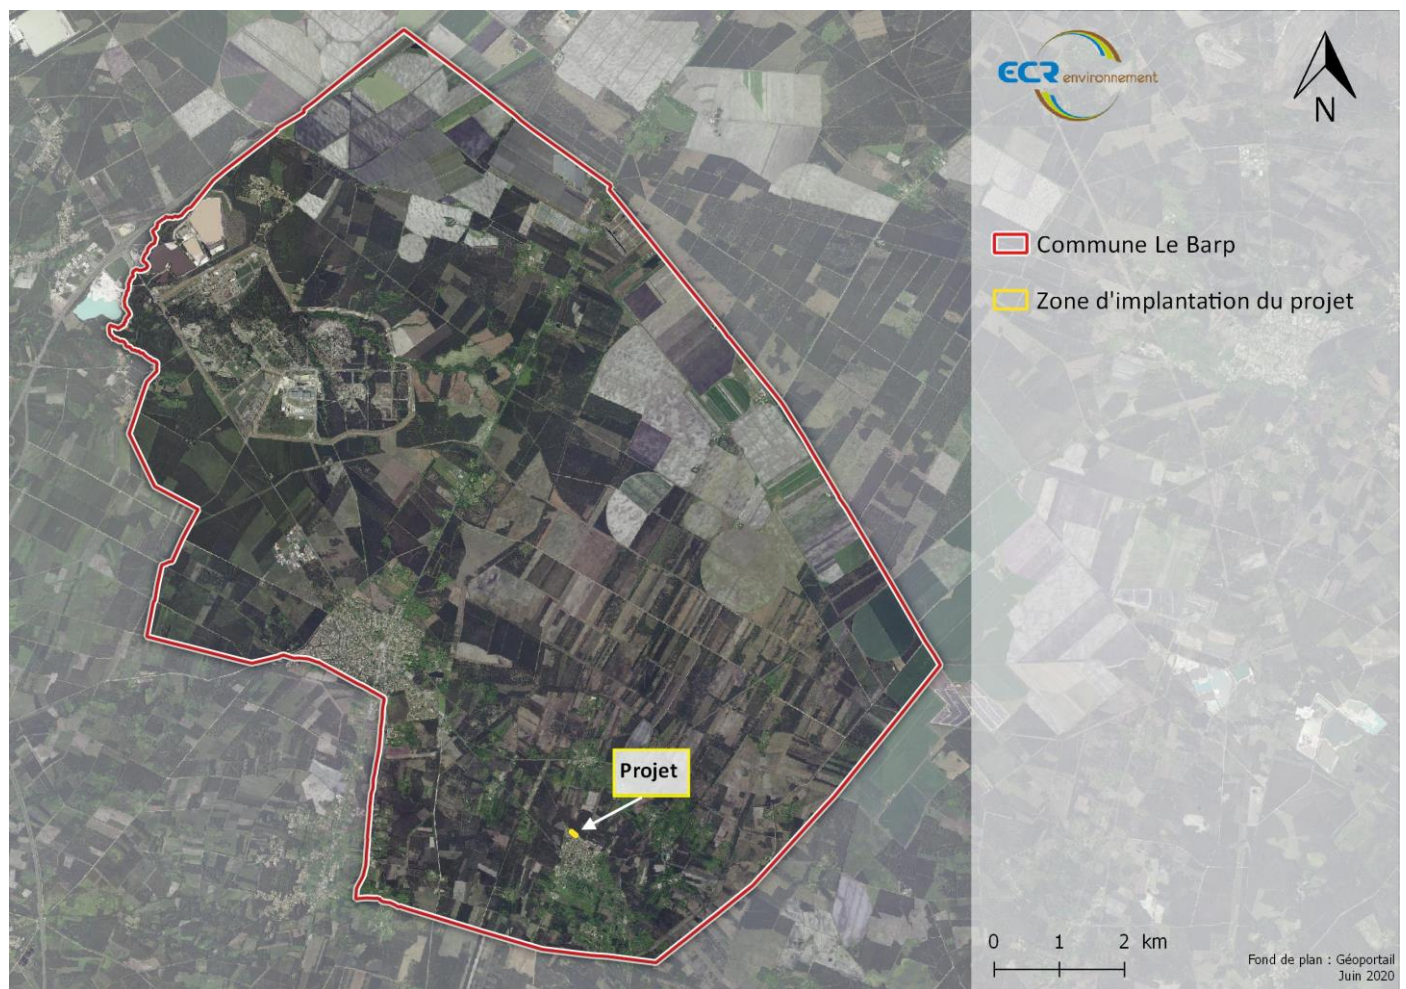 ECR environnement
N
Commune Le Barp
Zone d'implantation du projet
Projet
0 1 2 km
Fond de plan : Géoportail
Juin 2020